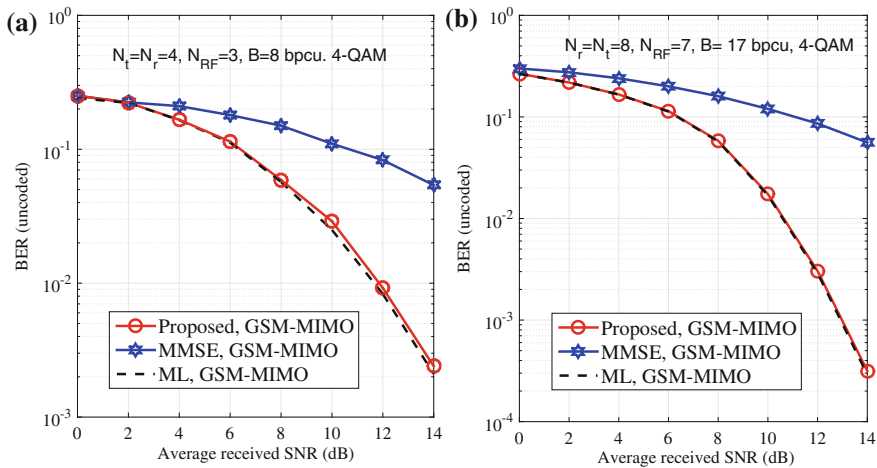 (a)
N_t=N_r=4, N_RF=3, B=8 bpcu. 4-QAM
BER (uncoded)
10^0
10^-1
10^-2
10^-3
Proposed, GSM-MIMO
MMSE, GSM-MIMO
ML, GSM-MIMO
0 2 4 6 8 10 12 14
Average received SNR (dB)
(b)
N_r=N_t=8, N_RF=7, B= 17 bpcu, 4-QAM
BER (uncoded)
10^0
10^-1
10^-2
10^-3
10^-4
Proposed, GSM-MIMO
MMSE, GSM-MIMO
ML, GSM-MIMO
0 2 4 6 8 10 12 14
Average received SNR (dB)